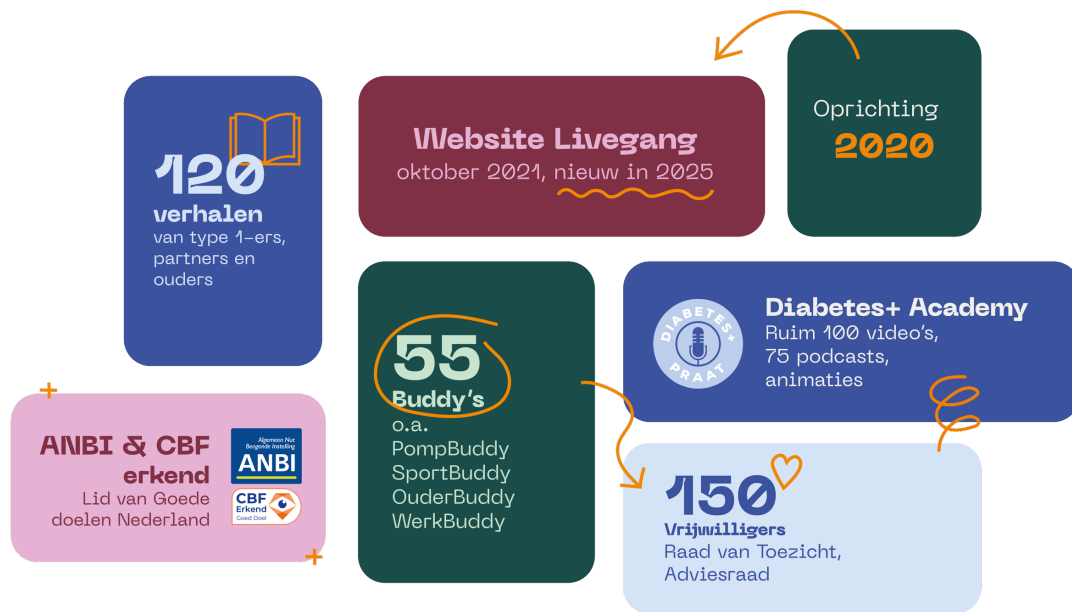 Oprichting
2020
Website Livegang
oktober 2021, nieuw in 2025
120
verhalen
van type 1-ers,
partners en
ouders
55
Buddy's
o.a.
PompBuddy
SportBuddy
OuderBuddy
WerkBuddy
DIABETES+
PRAAT
Diabetes+ Academy
Ruim 100 video's,
75 podcasts,
animaties
ANBI & CBF
erkend
Lid van Goede
doelen Nederland
Algemeen Nut
Beogende Instelling
ANBI
CBF
Erkend
Goed Doel
150
Vrijwilligers
Raad van Toezicht,
Adviesraad